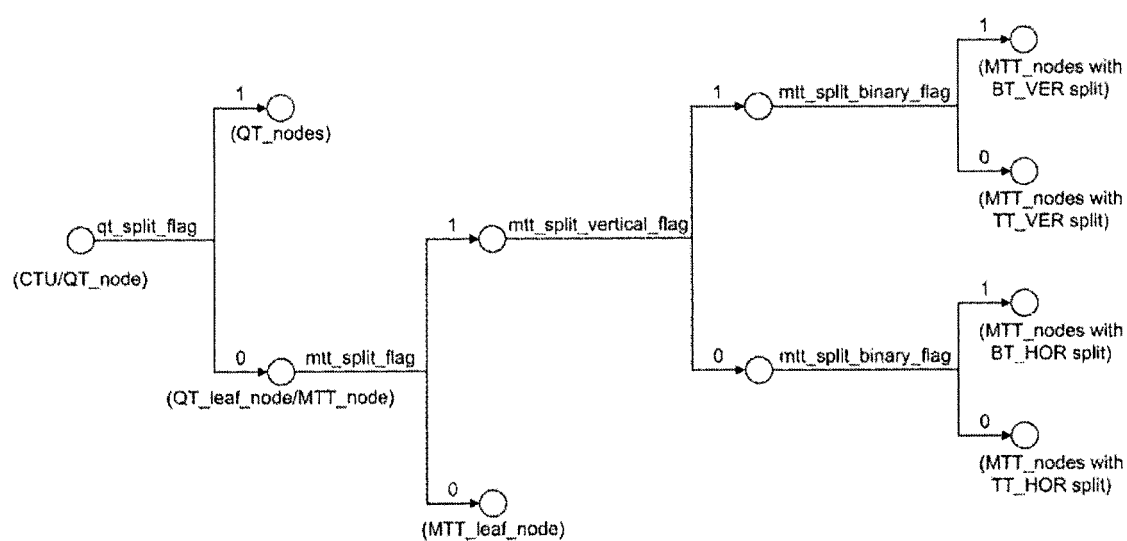 1
(MTT_nodes with
BT_VER split)
1
(QT_nodes)
1
mtt_split_binary_flag
0
(MTT_nodes with
TT_VER split)
qt_split_flag
(CTU/QT_node)
1
mtt_split_vertical_flag
0
mtt_split_flag
(QT_leaf_node/MTT_node)
0
mtt_split_binary_flag
1
(MTT_nodes with
BT_HOR split)
0
(MTT_nodes with
TT_HOR split)
0
(MTT_leaf_node)